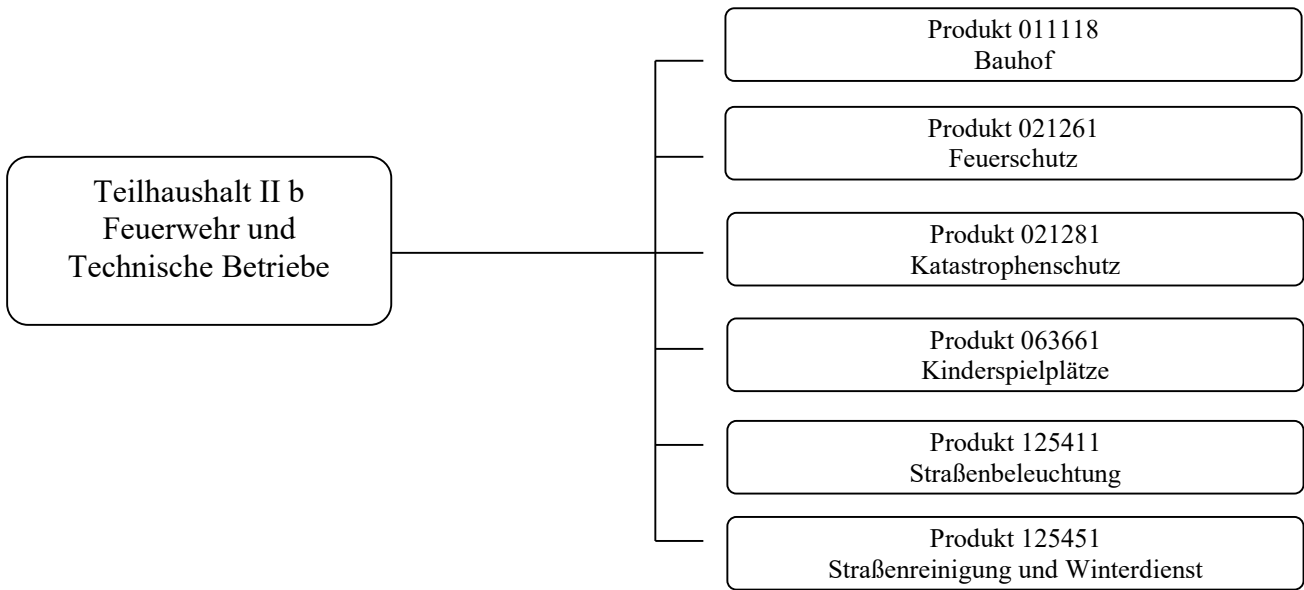 Teilhaushalt II b
Feuerwehr und
Technische Betriebe
Produkt 011118
Bauhof
Produkt 021261
Feuerschutz
Produkt 021281
Katastrophenschutz
Produkt 063661
Kinderspielplätze
Produkt 125411
Straßenbeleuchtung
Produkt 125451
Straßenreinigung und Winterdienst